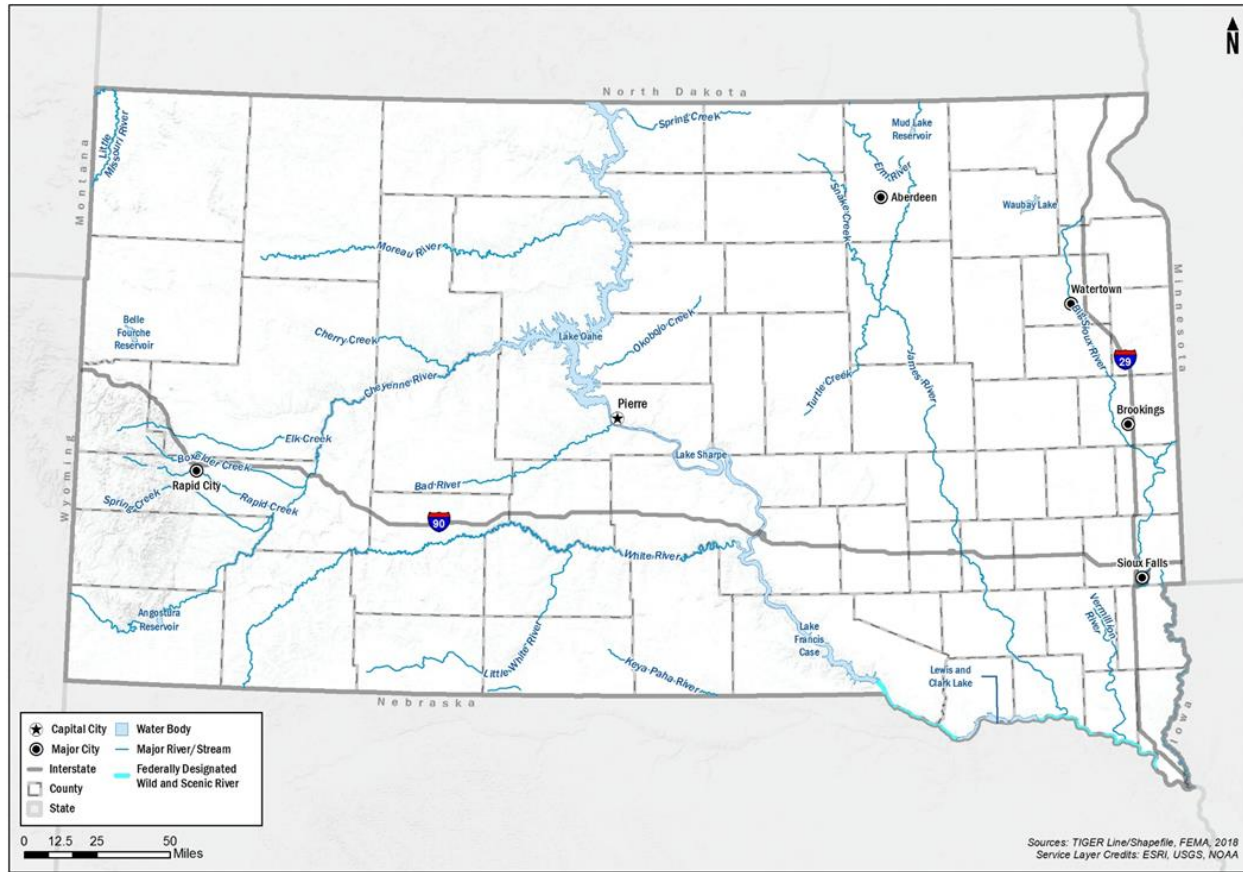 N
North Dakota
Little
Missouri River
Montana
Spring Creek
Mud Lake
Reservoir
Elm River
Snake Creek
Aberdeen
Waubay Lake
Moreau River
Minnesota
Watertown
Big Sioux River
Belle
Fourche
Reservoir
Cherry Creek
Lake Oahe
Okobojo Creek
Cheyenne River
29
James River
Turtle Creek
Pierre
Brookings
Elk Creek
Box Elder Creek
Lake Sharpe
Rapid City
Bad River
Spring Creek
Rapid Creek
Wyoming
90
White River
Sioux Falls
Angostura
Reservoir
Vermillion
River
Lake
Francis
Case
Little White River
Keya Paha River
Lewis and
Clark Lake
Nebraska
Iowa
Capital City
Water Body
Major City
Major River/ Stream
Interstate
Federally Designated
Wild and Scenic River
County
State
0 12.5 25 50
Miles
Sources: TIGER Line/Shapefile, FEMA, 2018
Service Layer Credits: ESRI, USGS, NOAA